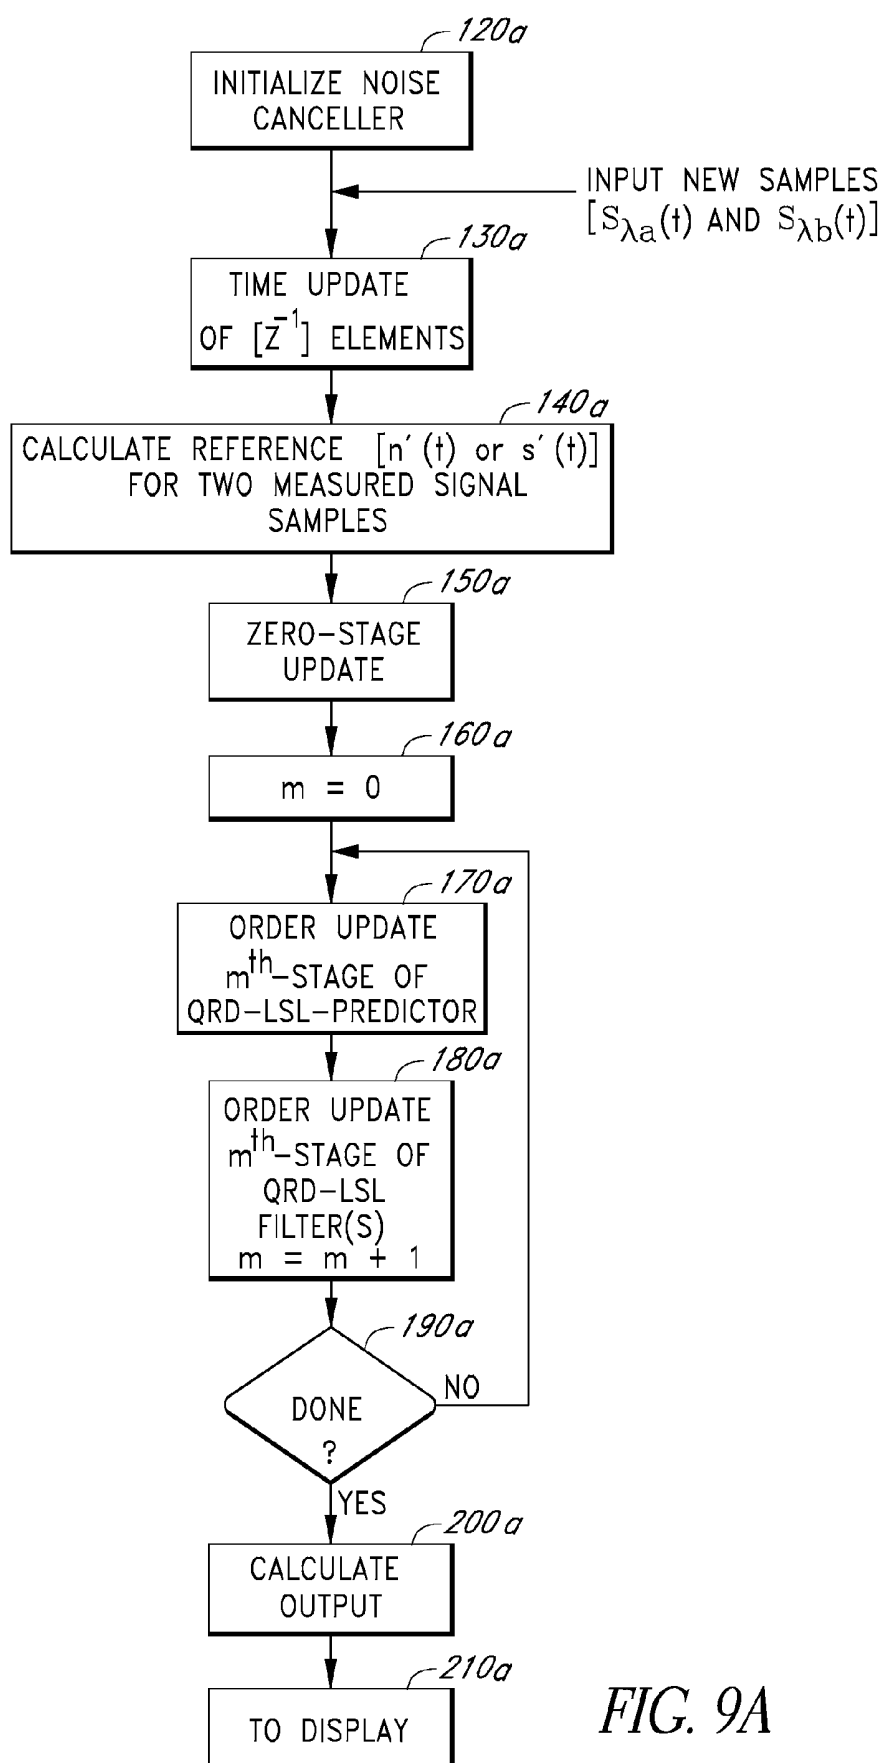 120a
INITIALIZE NOISE
CANCELLER
INPUT NEW SAMPLES
[Sλa(t) AND Sλb(t)]
130a
TIME UPDATE
OF [Z⁻¹] ELEMENTS
140a
CALCULATE REFERENCE [n'(t) or s'(t)]
FOR TWO MEASURED SIGNAL
SAMPLES
150a
ZERO-STAGE
UPDATE
160a
m = 0
170a
ORDER UPDATE
mth-STAGE OF
QRD-LSL-PREDICTOR
180a
ORDER UPDATE
mth-STAGE OF
QRD-LSL
FILTER(S)
m = m + 1
190a
DONE
?
NO
YES
200a
CALCULATE
OUTPUT
210a
TO DISPLAY
FIG. 9A